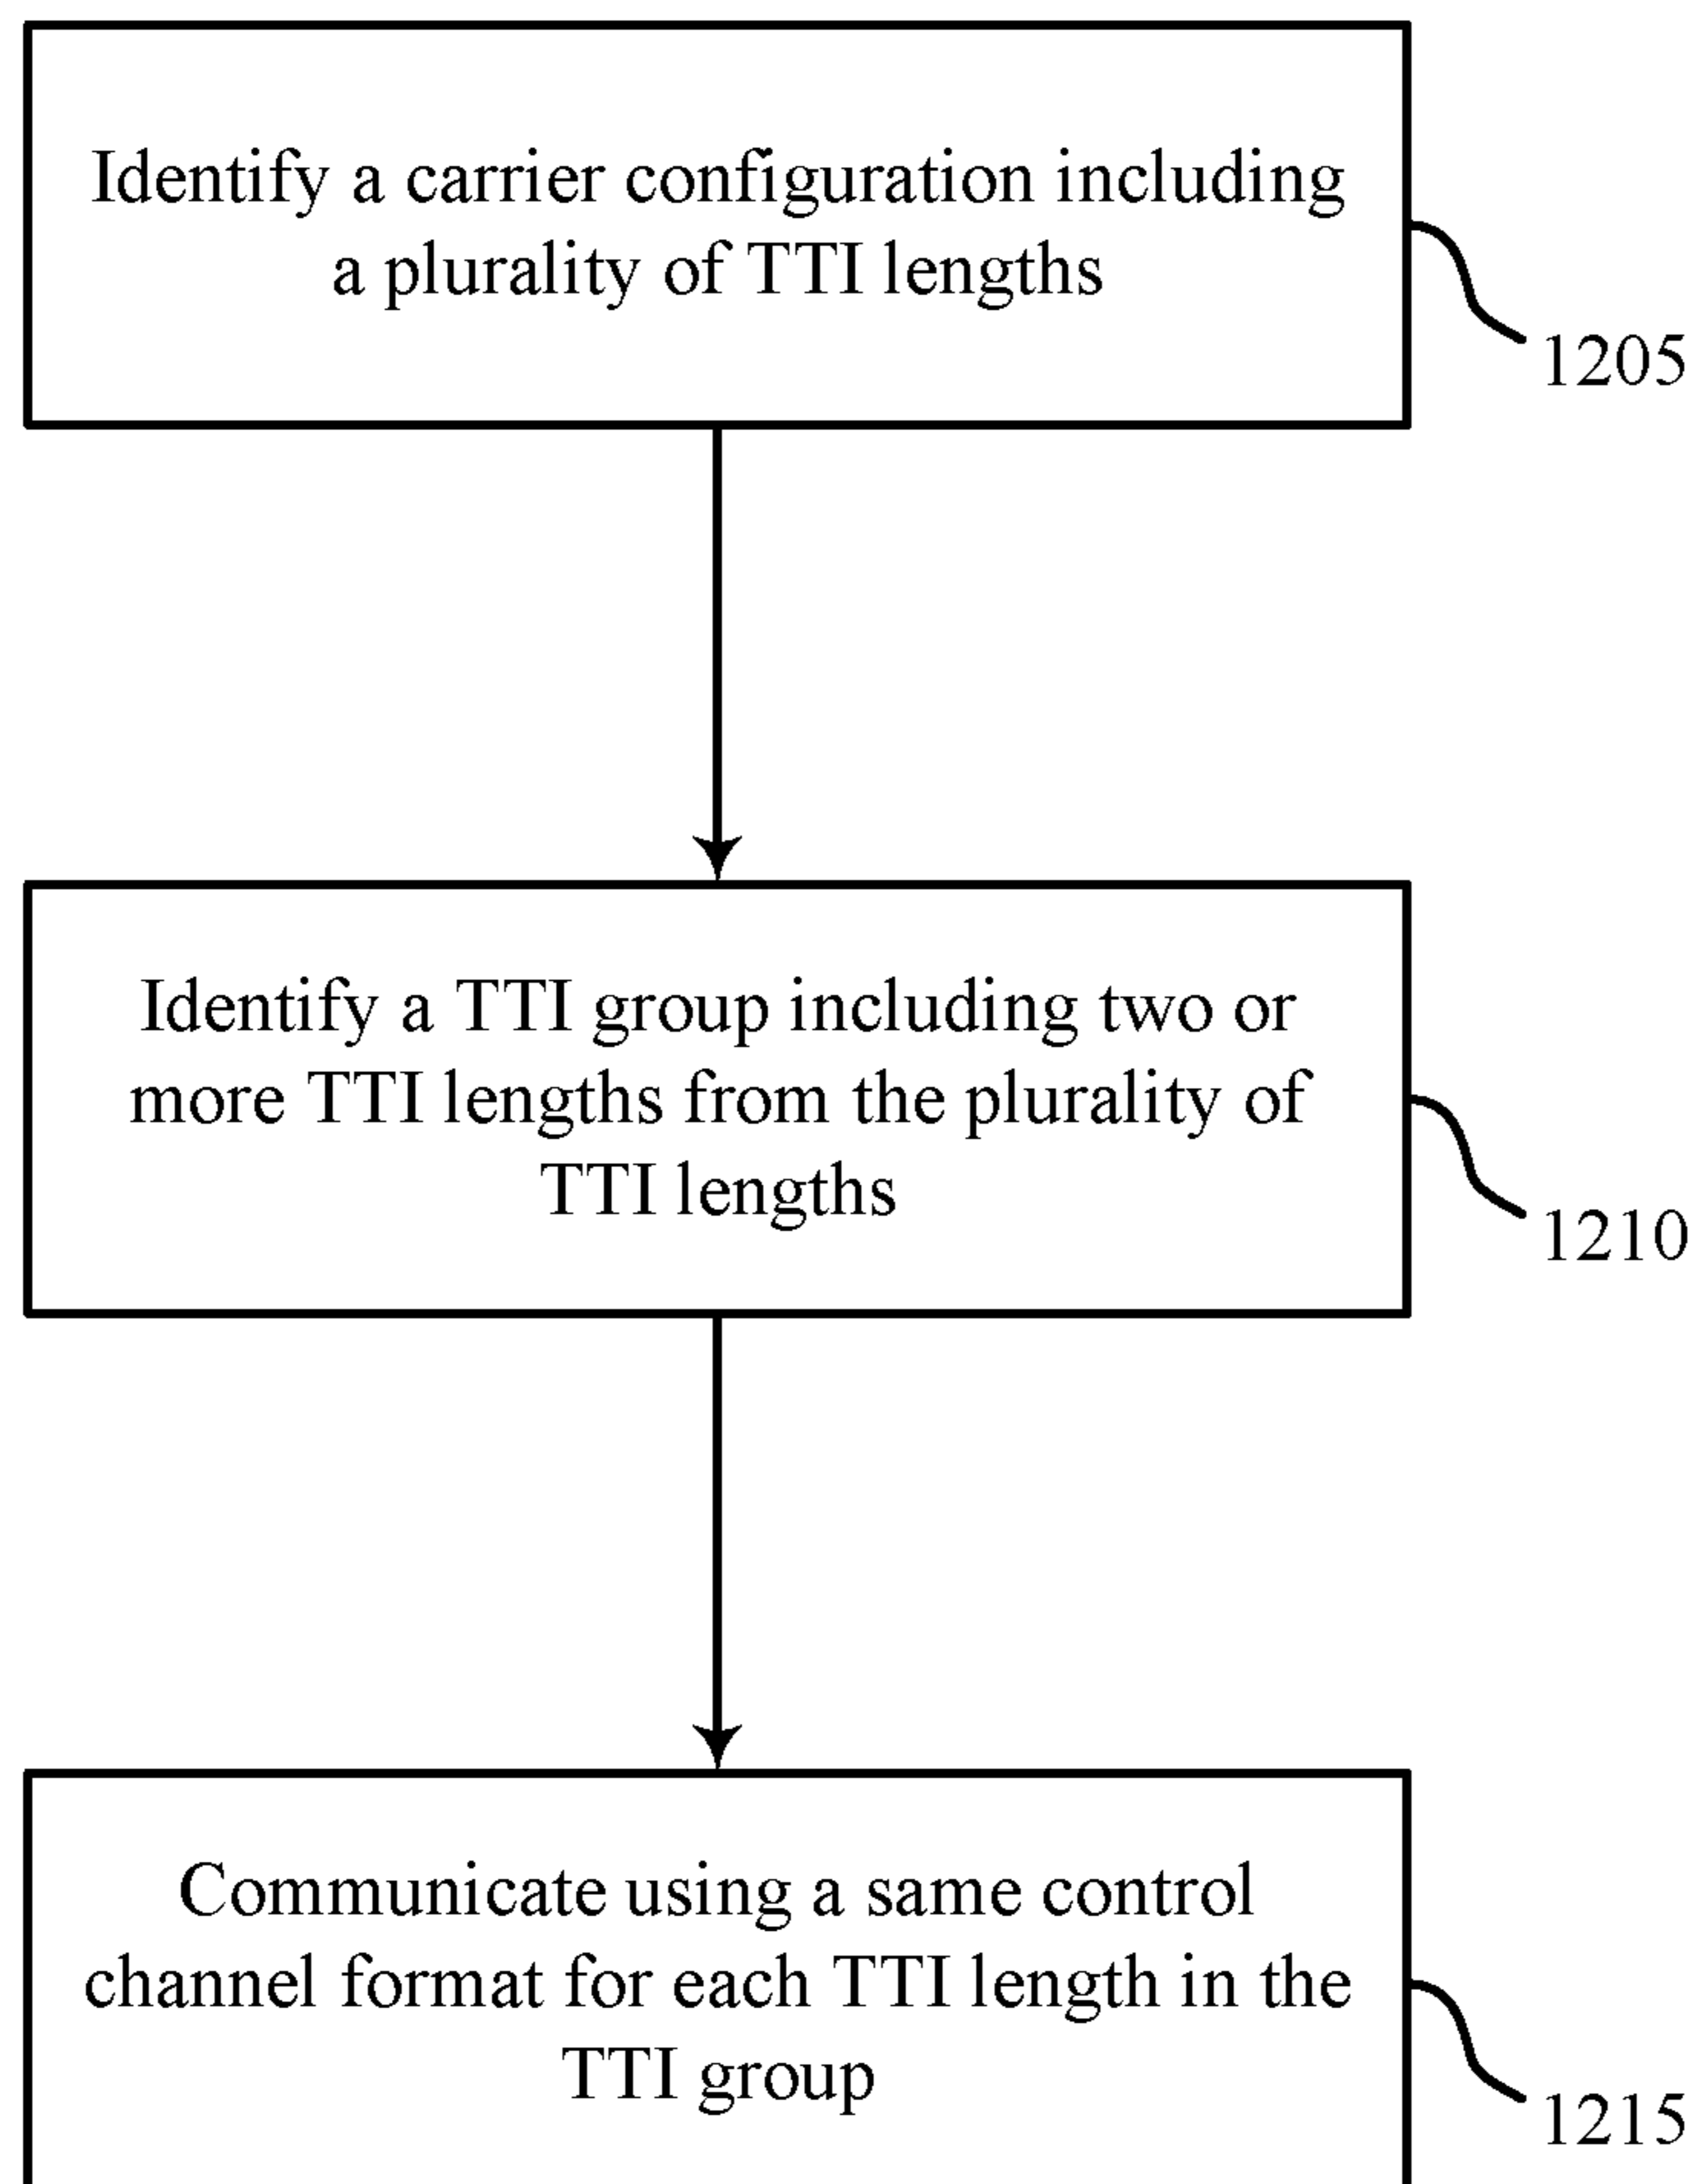 Identify a carrier configuration including
a plurality of TTI lengths
1205
Identify a TTI group including two or
more TTI lengths from the plurality of
TTI lengths
1210
Communicate using a same control
channel format for each TTI length in the
TTI group
1215